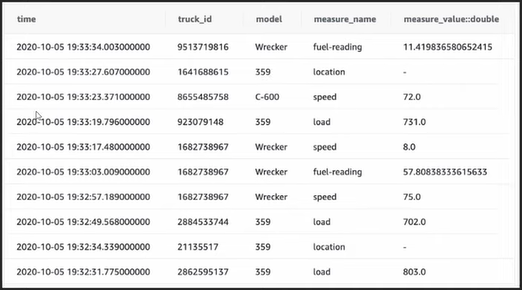 time truck_id model measure_name measure_value::double
2020-10-05 19:33:34.003000000 9513719816 Wrecker fuel-reading 11.419836580652415
2020-10-05 19:33:27.607000000 1641688615 359 location -
2020-10-05 19:33:23.371000000 8655485758 C-600 speed 72.0
2020-10-05 19:33:19.796000000 923079148 359 load 731.0
2020-10-05 19:33:17.480000000 1682738967 Wrecker speed 8.0
2020-10-05 19:33:03.009000000 1682738967 Wrecker fuel-reading 57.80838333615633
2020-10-05 19:32:57.189000000 1682738967 Wrecker speed 75.0
2020-10-05 19:32:49.568000000 2884533744 359 load 702.0
2020-10-05 19:32:34.339000000 21135517 359 location -
2020-10-05 19:32:31.775000000 2862595137 359 load 803.0